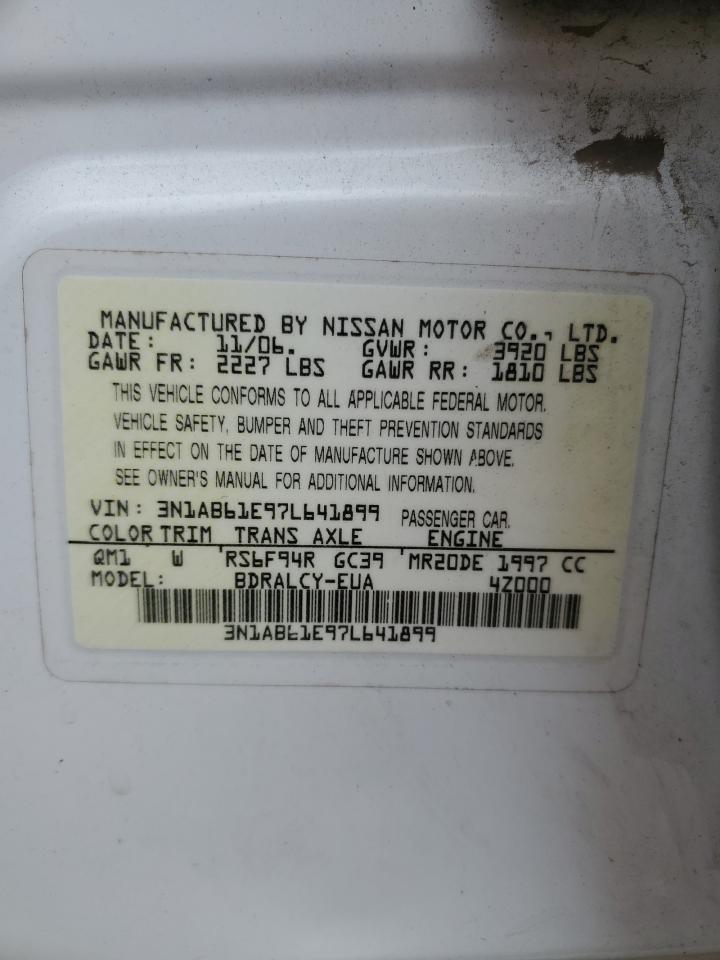 MANUFACTURED BY NISSAN MOTOR CO., LTD.
DATE: 11/06. GVWR: 3920 LBS
GAWR FR: 2227 LBS GAWR RR: 1810 LBS
THIS VEHICLE CONFORMS TO ALL APPLICABLE FEDERAL MOTOR.
VEHICLE SAFETY, BUMPER AND THEFT PREVENTION STANDARDS
IN EFFECT ON THE DATE OF MANUFACTURE SHOWN ABOVE.
SEE OWNER'S MANUAL FOR ADDITIONAL INFORMATION.
VIN: 3N1AB61E97L641899 PASSENGER CAR.
COLOR TRIM TRANS AXLE ENGINE
QM1 W RS6F94R GC39 MR20DE 1997 CC
MODEL: BDRALCY-EUA 4Z000
3N1AB61E97L641899